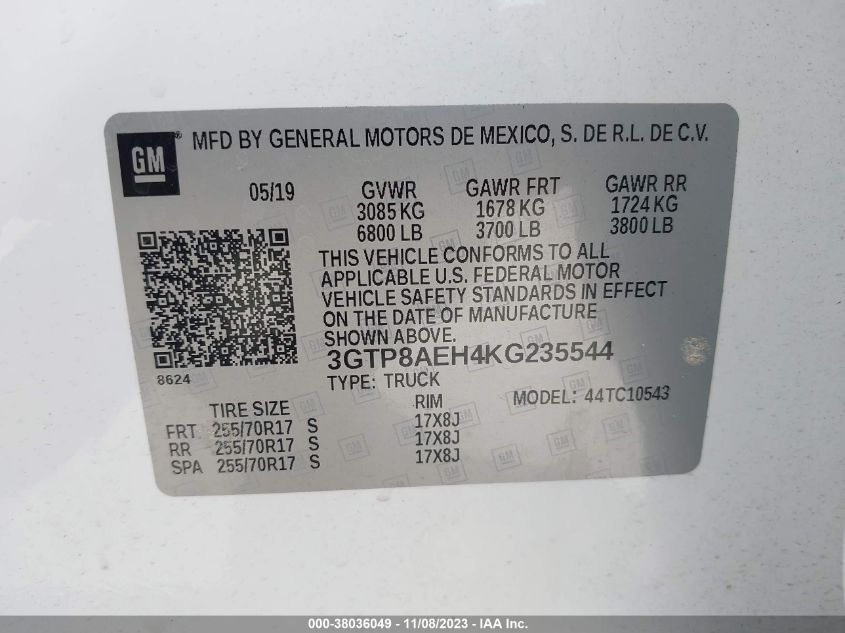 GM ® MFD BY GENERAL MOTORS DE MEXICO, S. DE R.L. DE C.V.
05/19 GVWR GAWR FRT GAWR RR
3085 KG 1678 KG 1724 KG
6800 LB 3700 LB 3800 LB
THIS VEHICLE CONFORMS TO ALL
APPLICABLE U.S. FEDERAL MOTOR
VEHICLE SAFETY STANDARDS IN EFFECT
ON THE DATE OF MANUFACTURE
SHOWN ABOVE.
3GTP8AEH4KG235544
8624 TYPE: TRUCK MODEL: 44TC10543
TIRE SIZE RIM
FRT 255/70R17 S 17X8J
RR 255/70R17 S 17X8J
SPA 255/70R17 S 17X8J
000-38036049 - 11/08/2023 - IAA Inc.